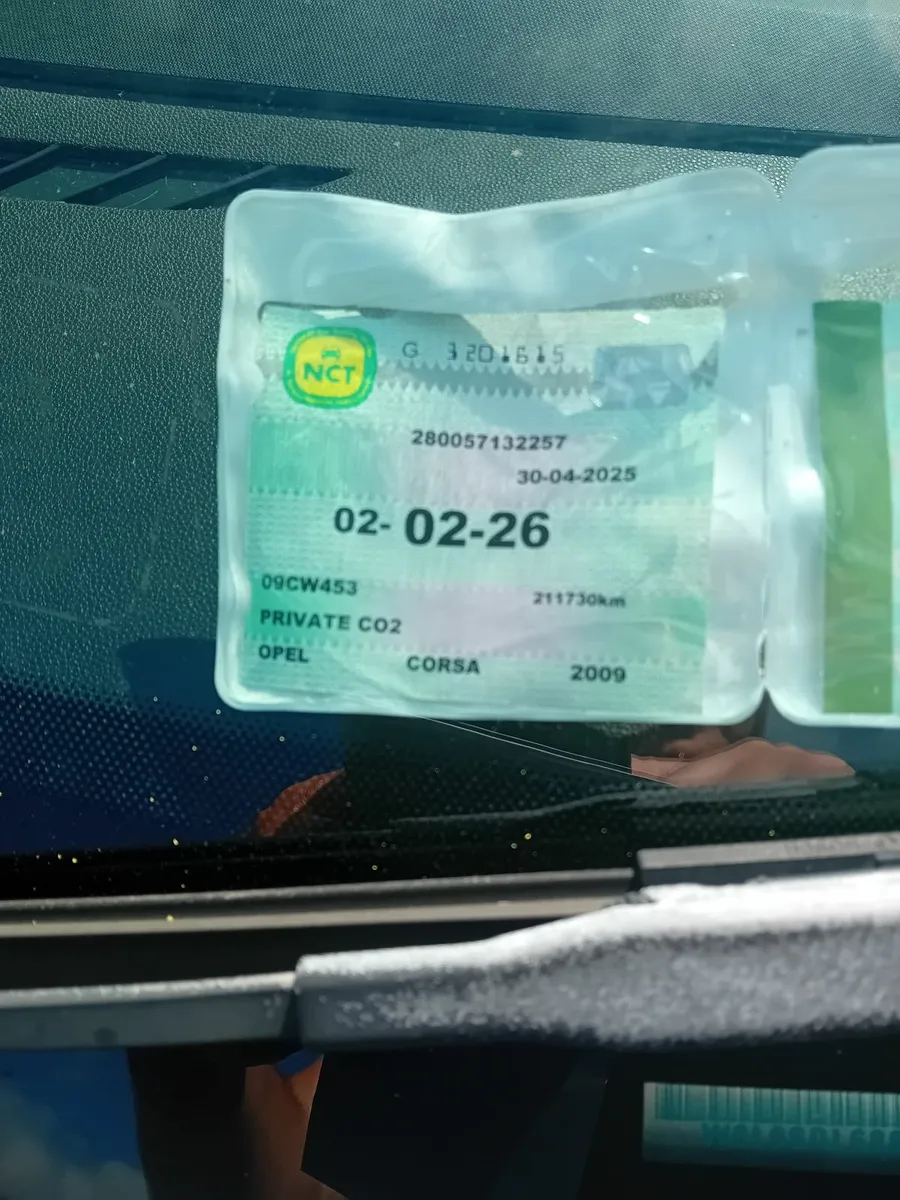 NCT
G 3201615
280057132257
30-04-2025
02- 02-26
09CW453
211730km
PRIVATE CO2
OPEL CORSA 2009